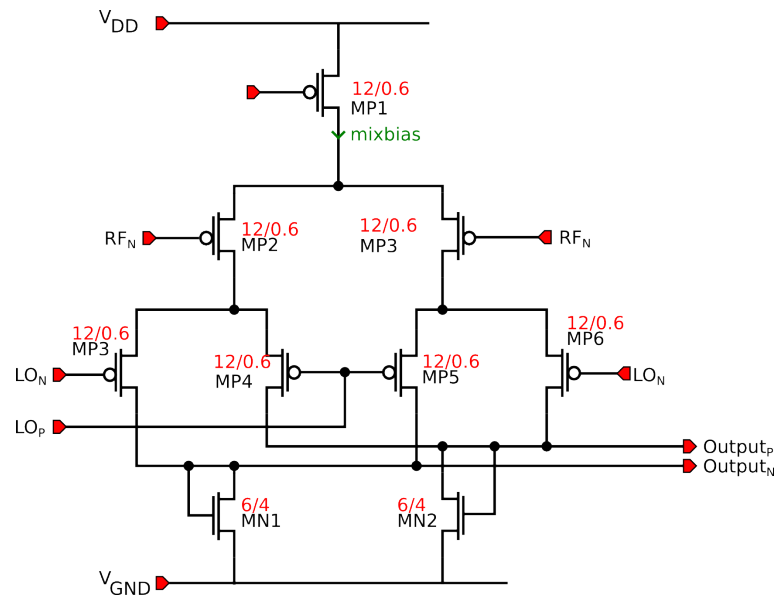 VDD
12/0.6
MP1
mixbias
12/0.6
MP2
12/0.6
MP3
RFN
RFN
12/0.6
MP3
12/0.6
MP4
12/0.6
MP5
12/0.6
MP6
LON
LON
LOP
OutputP
OutputN
6/4
MN1
6/4
MN2
VGND